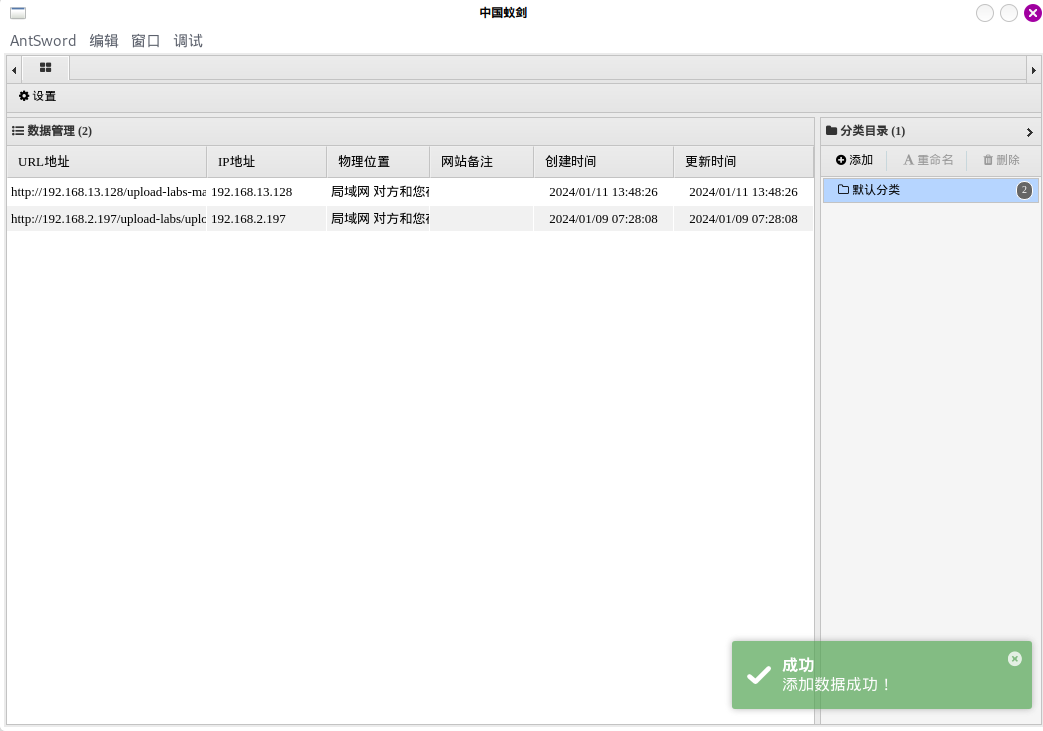 中国蚁剑
AntSword 编辑 窗口 调试
设置
数据管理 (2)
分类目录 (1)
URL地址 IP地址 物理位置 网站备注 创建时间 更新时间
添加 重命名 删除
http://192.168.13.128/upload-labs-ma 192.168.13.128 局域网 对方和您在 2024/01/11 13:48:26 2024/01/11 13:48:26
默认分类 2
http://192.168.2.197/upload-labs/uplo 192.168.2.197 局域网 对方和您在 2024/01/09 07:28:08 2024/01/09 07:28:08
成功
添加数据成功！